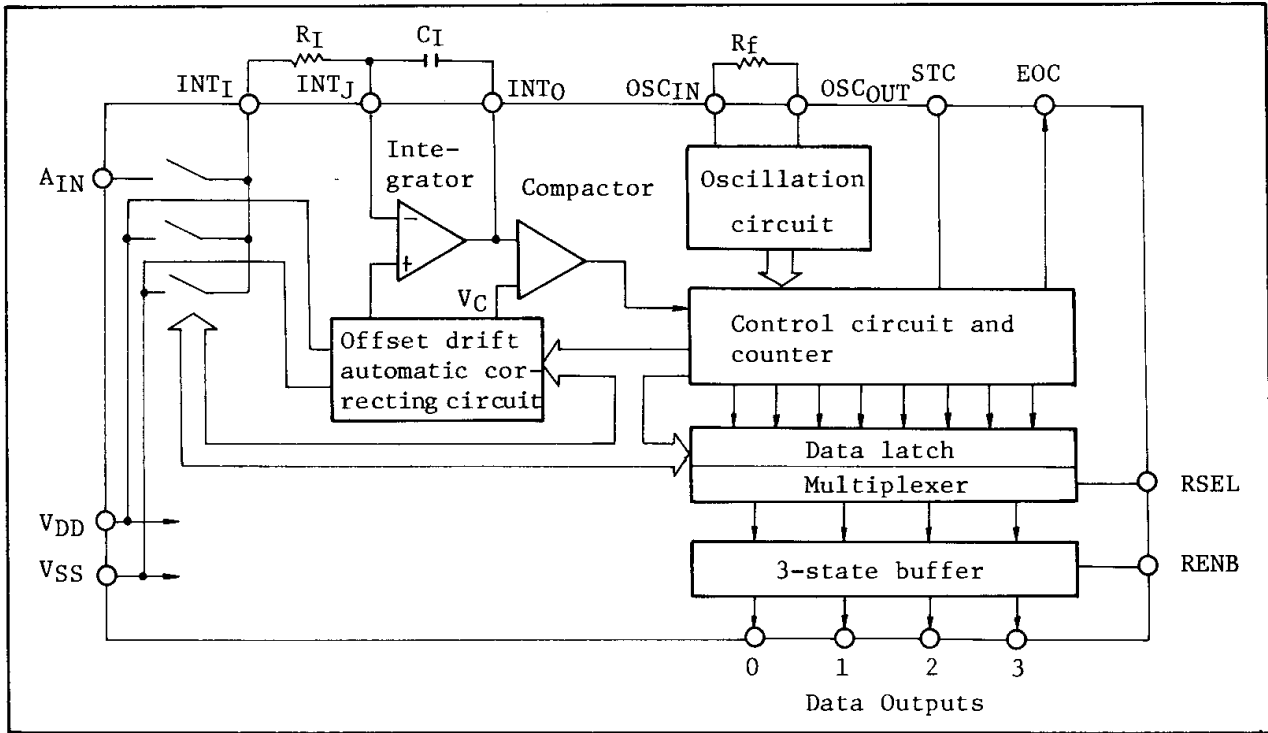 RI
CI
Rf
INTI
INTJ
INTO
OSCIN
OSCOUT
STC
EOC
AIN
Inte-
grator
Compactor
Oscillation
circuit
−
+
VC
Offset drift
automatic cor-
recting circuit
Control circuit and
counter
Data latch
Multiplexer
RSEL
VDD
VSS
3-state buffer
RENB
0 1 2 3
Data Outputs